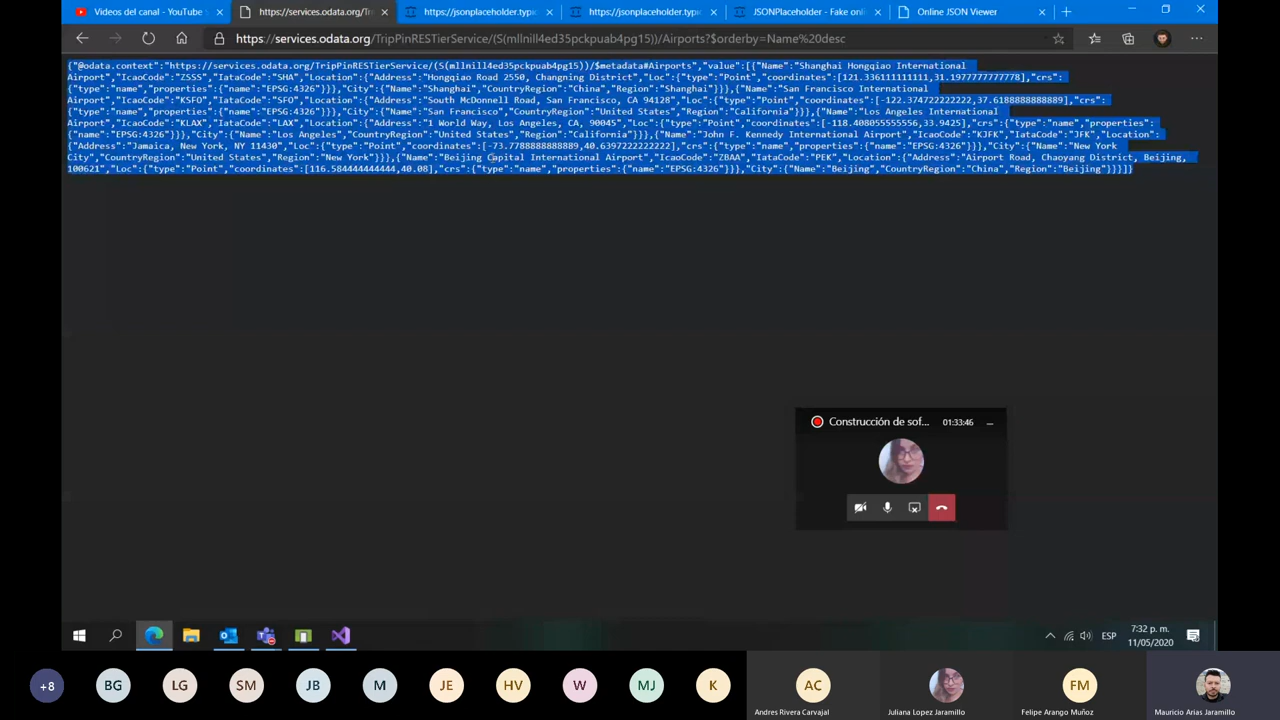 Videos del canal - YouTube S
https://services.odata.org/Tri
https://jsonplaceholder.typic
https://jsonplaceholder.typic
JSONPlaceholder - Fake onli
Online JSON Viewer
https://services.odata.org/TripPinRESTierService/(S(mllnill4ed35pckpuab4pg15))/Airports?$orderby=Name%20desc
{"@odata.context":"https://services.odata.org/TripPinRESTierService/(S(mllnill4ed35pckpuab4pg15))/$metadata#Airports","value":[{"Name":"Shanghai Hongqiao International
Airport","IcaoCode":"ZSSS","IataCode":"SHA","Location":{"Address":"Hongqiao Road 2550, Changning District","Loc":{"type":"Point","coordinates":[121.336111111111,31.1977777777778],"crs":
{"type":"name","properties":{"name":"EPSG:4326"}}},"City":{"Name":"Shanghai","CountryRegion":"China","Region":"Shanghai"}}},{"Name":"San Francisco International
Airport","IcaoCode":"KSFO","IataCode":"SFO","Location":{"Address":"South McDonnell Road, San Francisco, CA 94128","Loc":{"type":"Point","coordinates":[-122.374722222222,37.6188888888889],"crs":
{"type":"name","properties":{"name":"EPSG:4326"}}},"City":{"Name":"San Francisco","CountryRegion":"United States","Region":"California"}}},{"Name":"Los Angeles International
Airport","IcaoCode":"KLAX","IataCode":"LAX","Location":{"Address":"1 World Way, Los Angeles, CA, 90045","Loc":{"type":"Point","coordinates":[-118.408055555556,33.9425],"crs":{"type":"name","properties":
{"name":"EPSG:4326"}}},"City":{"Name":"Los Angeles","CountryRegion":"United States","Region":"California"}}},{"Name":"John F. Kennedy International Airport","IcaoCode":"KJFK","IataCode":"JFK","Location":
{"Address":"Jamaica, New York, NY 11430","Loc":{"type":"Point","coordinates":[-73.7788888888889,40.6397222222222],"crs":{"type":"name","properties":{"name":"EPSG:4326"}}},"City":{"Name":"New York
City","CountryRegion":"United States","Region":"New York"}}},{"Name":"Beijing Capital International Airport","IcaoCode":"ZBAA","IataCode":"PEK","Location":{"Address":"Airport Road, Chaoyang District, Beijing,
100621","Loc":{"type":"Point","coordinates":[116.584444444444,40.08],"crs":{"type":"name","properties":{"name":"EPSG:4326"}}},"City":{"Name":"Beijing","CountryRegion":"China","Region":"Beijing"}}}]}
Construcción de sof... 01:33:46
ESP
7:32 p. m.
11/05/2020
+8
BG
LG
SM
JB
M
JE
HV
W
MJ
K
AC
FM
Andres Rivera Carvajal
Juliana Lopez Jaramillo
Felipe Arango Muñoz
Mauricio Arias Jaramillo